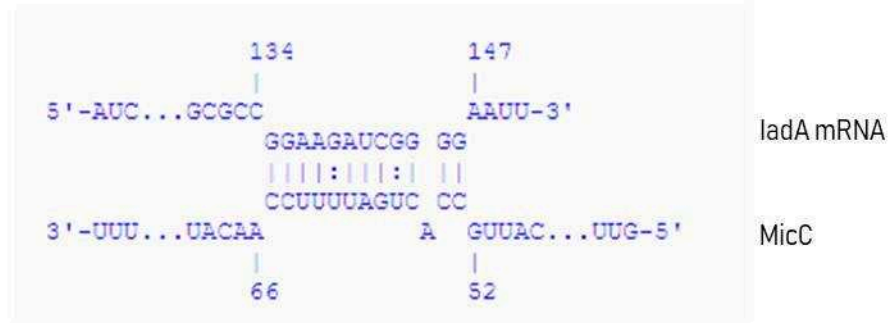 134 147
| |
5'-AUC...GCGCC AAUU-3'
GGAAGAUCGG GG
||||:|||:| ||
CCUUUUAGUC CC
3'-UUU...UACAA A GUUAC...UUG-5'
| |
66 52
IadA mRNA
MicC